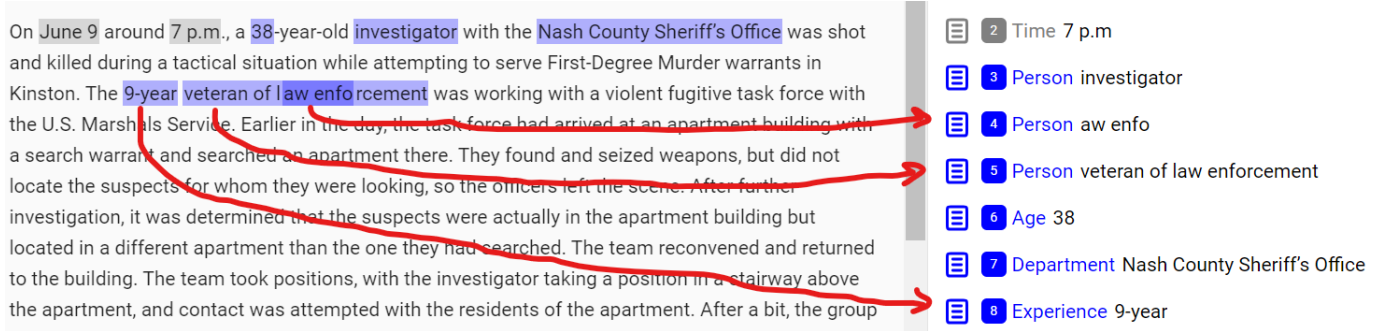 On June 9 around 7 p.m., a 38-year-old investigator with the Nash County Sheriff's Office was shot
and killed during a tactical situation while attempting to serve First-Degree Murder warrants in
Kinston. The 9-year veteran of law enforcement was working with a violent fugitive task force with
the U.S. Marshals Service. Earlier in the day, the task force had arrived at an apartment building with
a search warrant and searched an apartment there. They found and seized weapons, but did not
locate the suspects for whom they were looking, so the officers left the scene. After further
investigation, it was determined that the suspects were actually in the apartment building but
located in a different apartment than the one they had searched. The team reconvened and returned
to the building. The team took positions, with the investigator taking a position in a stairway above
the apartment, and contact was attempted with the residents of the apartment. After a bit, the group
2 Time 7 p.m
3 Person investigator
4 Person aw enfo
5 Person veteran of law enforcement
6 Age 38
7 Department Nash County Sheriff's Office
8 Experience 9-year